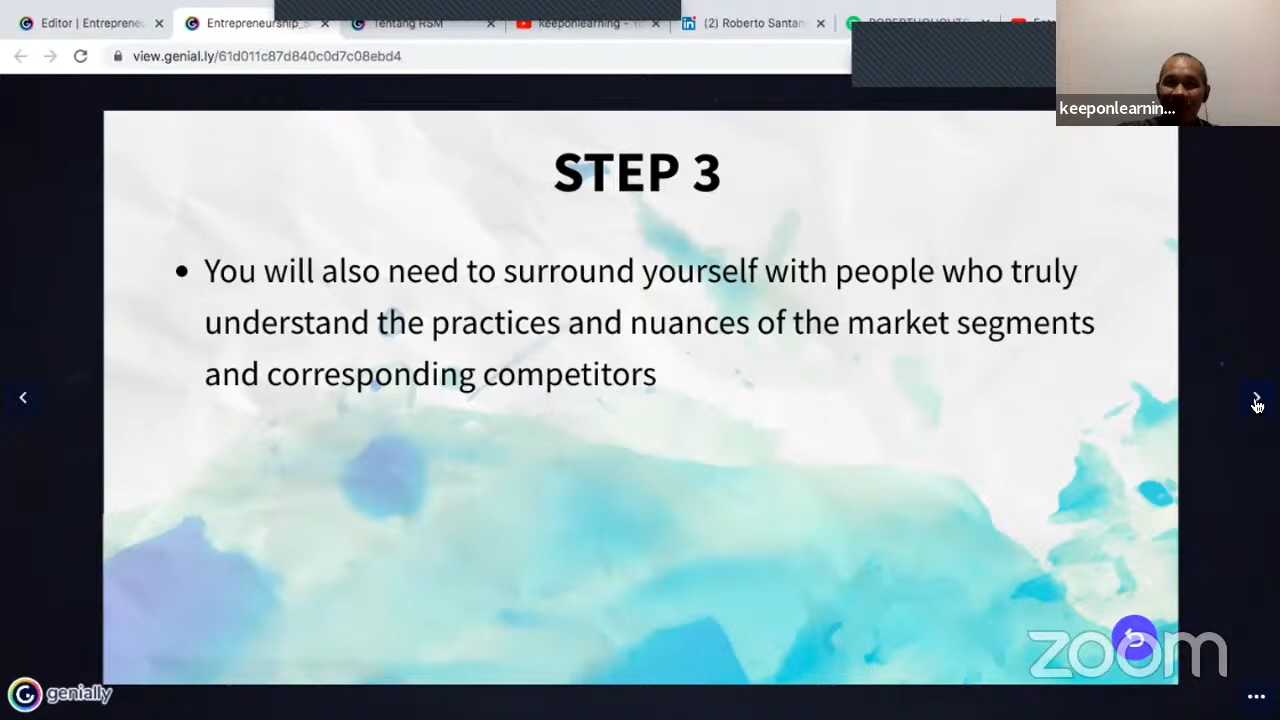 Editor | Entrepreneu
Entrepreneurship_S
Tentang RSM
keeponlearning - Yo
(2) Roberto Santan
view.genial.ly/61d011c87d840c0d7c08ebd4
keeponlearnin...
STEP 3
• You will also need to surround yourself with people who truly
understand the practices and nuances of the market segments
and corresponding competitors
zoom
genially